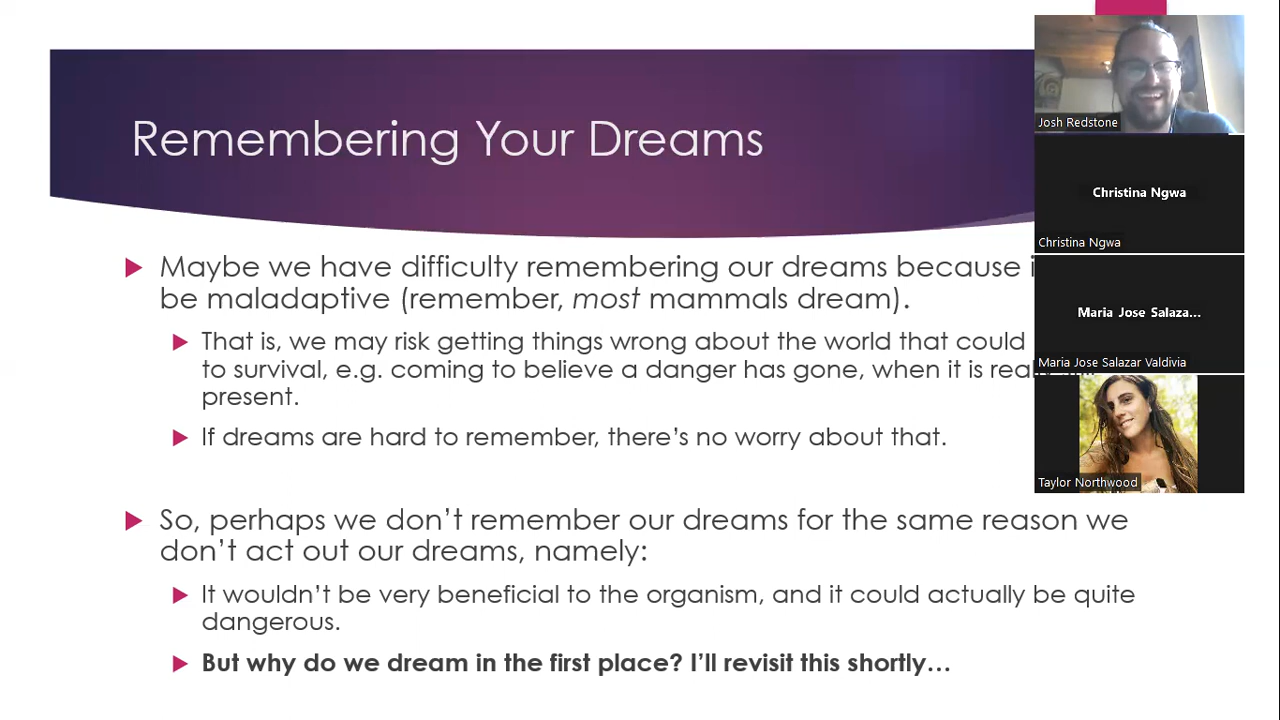 Remembering Your Dreams
Maybe we have difficulty remembering our dreams because
be maladaptive (remember, most mammals dream).
That is, we may risk getting things wrong about the world that could
to survival, e.g. coming to believe a danger has gone, when it is
present.
If dreams are hard to remember, there's no worry about that.
So, perhaps we don't remember our dreams for the same reason we
don't act out our dreams, namely:
It wouldn't be very beneficial to the organism, and it could actually be quite
dangerous.
But why do we dream in the first place? I'll revisit this shortly…
Josh Redstone
Christina Ngwa
Christina Ngwa
Maria Jose Salaza...
Maria Jose Salazar Valdivia
Taylor Northwood